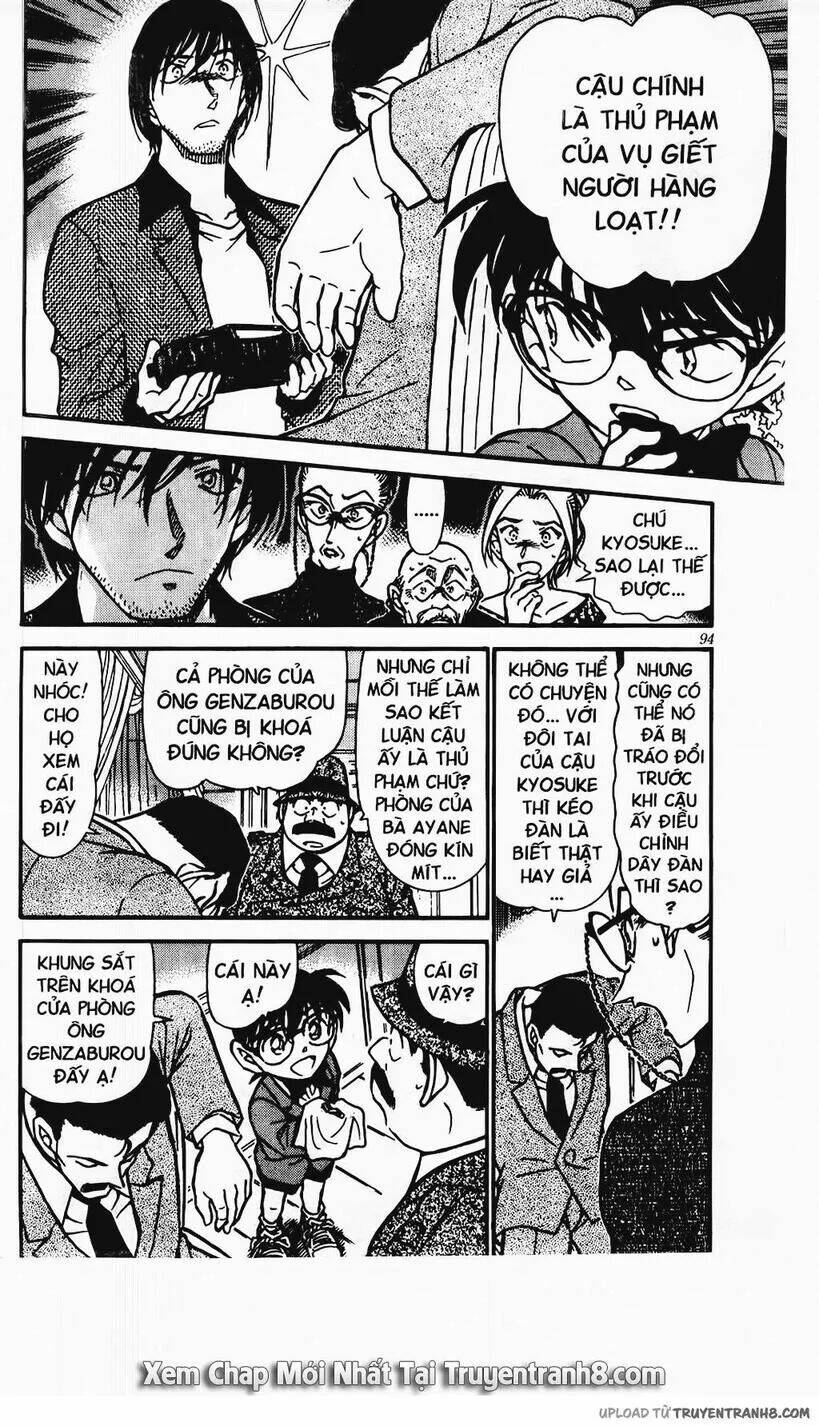 CẬU CHÍNH
LÀ THỦ PHẠM
CỦA VỤ GIẾT
NGƯỜI HÀNG
LOẠT!!
......
CHÚ
KYOSUKE...
SAO LẠI THẾ
ĐƯỢC...
94
NHƯNG
CŨNG CÓ
THỂ NÓ
ĐÃ BỊ
TRÁO ĐỔI
TRƯỚC
KHI CẬU
ẤY ĐIỀU
CHỈNH
DÂY ĐÀN
THÌ SAO
?
KHÔNG THỂ
CÓ CHUYỆN
ĐÓ... VỚI
ĐÔI TAI
CỦA CẬU
KYOSUKE
THÌ KÉO
ĐÀN LÀ
BIẾT THẬT
HAY GIẢ
...
NHƯNG CHỈ
MỒI THẾ LÀM
SAO KẾT
LUẬN CẬU
ẤY LÀ THỦ
PHẠM CHỨ?
PHÒNG CỦA
BÀ AYANE
ĐÓNG KÍN
MÍT...
CẢ PHÒNG CỦA
ÔNG GENZABUROU
CŨNG BỊ KHOÁ
ĐÚNG KHÔNG?
NÀY
NHÓC!
CHO
HỌ
XEM
CÁI
ĐẤY
ĐI!
CÁI GÌ
VẬY?
CÁI NÀY
Ạ!
KHUNG SẮT
TRÊN KHOÁ
CỬA PHÒNG
ÔNG
GENZABUROU
ĐẤY Ạ!
Xem Chap Mới Nhất Tại Truyentranh8.com
UPLOAD TỪ TRUYENTRANH8.COM